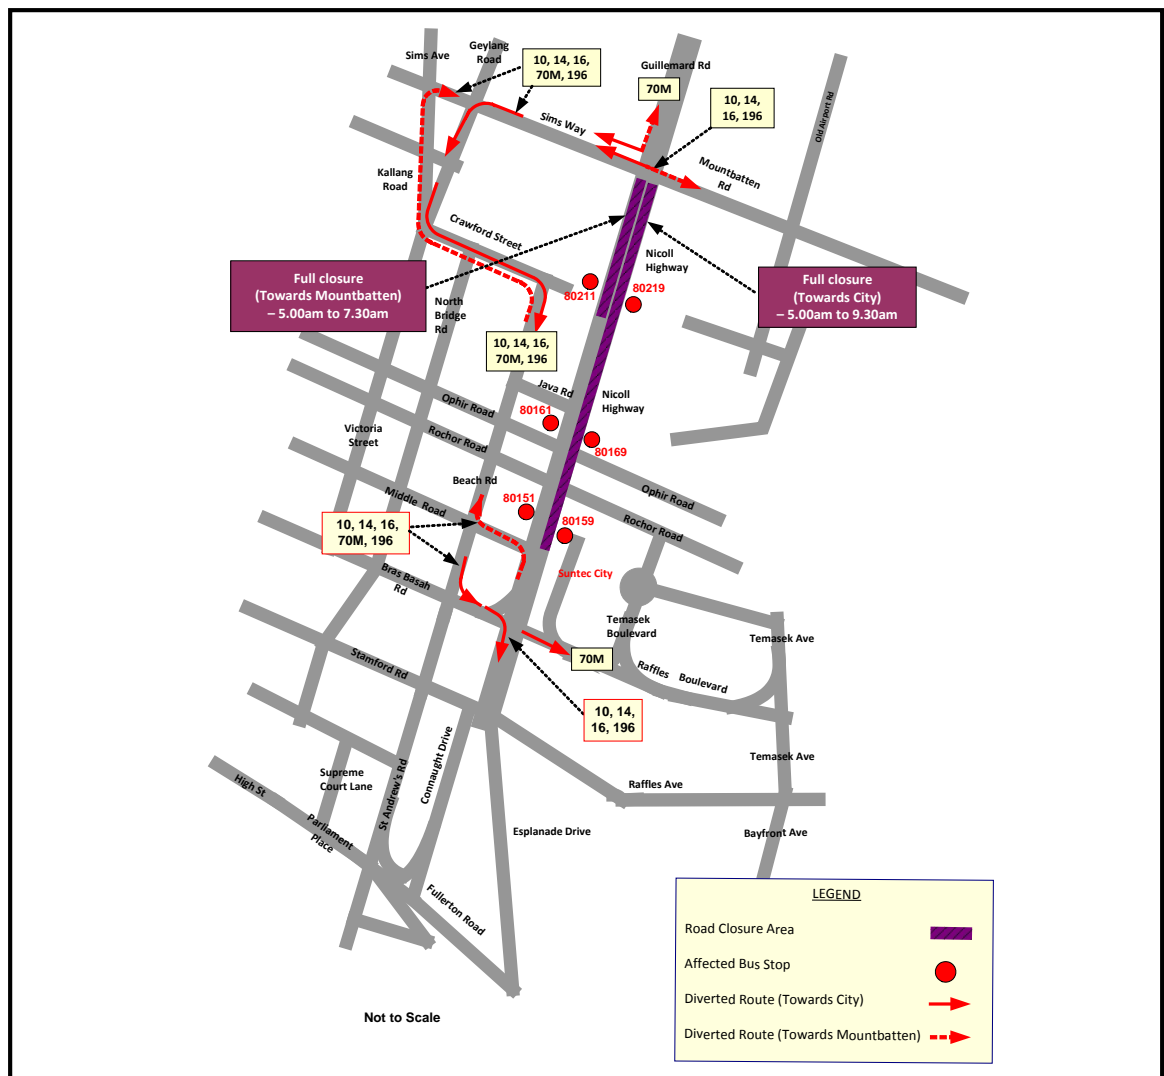 Sims Ave
Geylang
Road
10, 14, 16,
70M, 196
Guillemard Rd
70M
10, 14,
16, 196
Old Airport Rd
Sims Way
Mountbatten
Rd
Kallang
Road
Crawford Street
Nicoll
Highway
Full closure
(Towards Mountbatten)
– 5.00am to 7.30am
Full closure
(Towards City)
– 5.00am to 9.30am
80211
80219
North
Bridge
Rd
10, 14, 16,
70M, 196
Java Rd
Nicoll
Highway
Ophir Road
80161
Victoria
Street
Rochor Road
80169
Beach Rd
Middle Road
80151
Ophir Road
Rochor Road
80159
10, 14, 16,
70M, 196
Bras Basah
Rd
Suntec City
Temasek
Boulevard
Temasek Ave
70M
Raffles Boulevard
Stamford Rd
10, 14,
16, 196
Connaught Drive
St Andrew's Rd
Supreme
Court Lane
High St
Parliament
Place
Temasek Ave
Raffles Ave
Esplanade Drive
Bayfront Ave
Fullerton Road
Not to Scale
LEGEND
Road Closure Area
Affected Bus Stop
Diverted Route (Towards City)
Diverted Route (Towards Mountbatten)